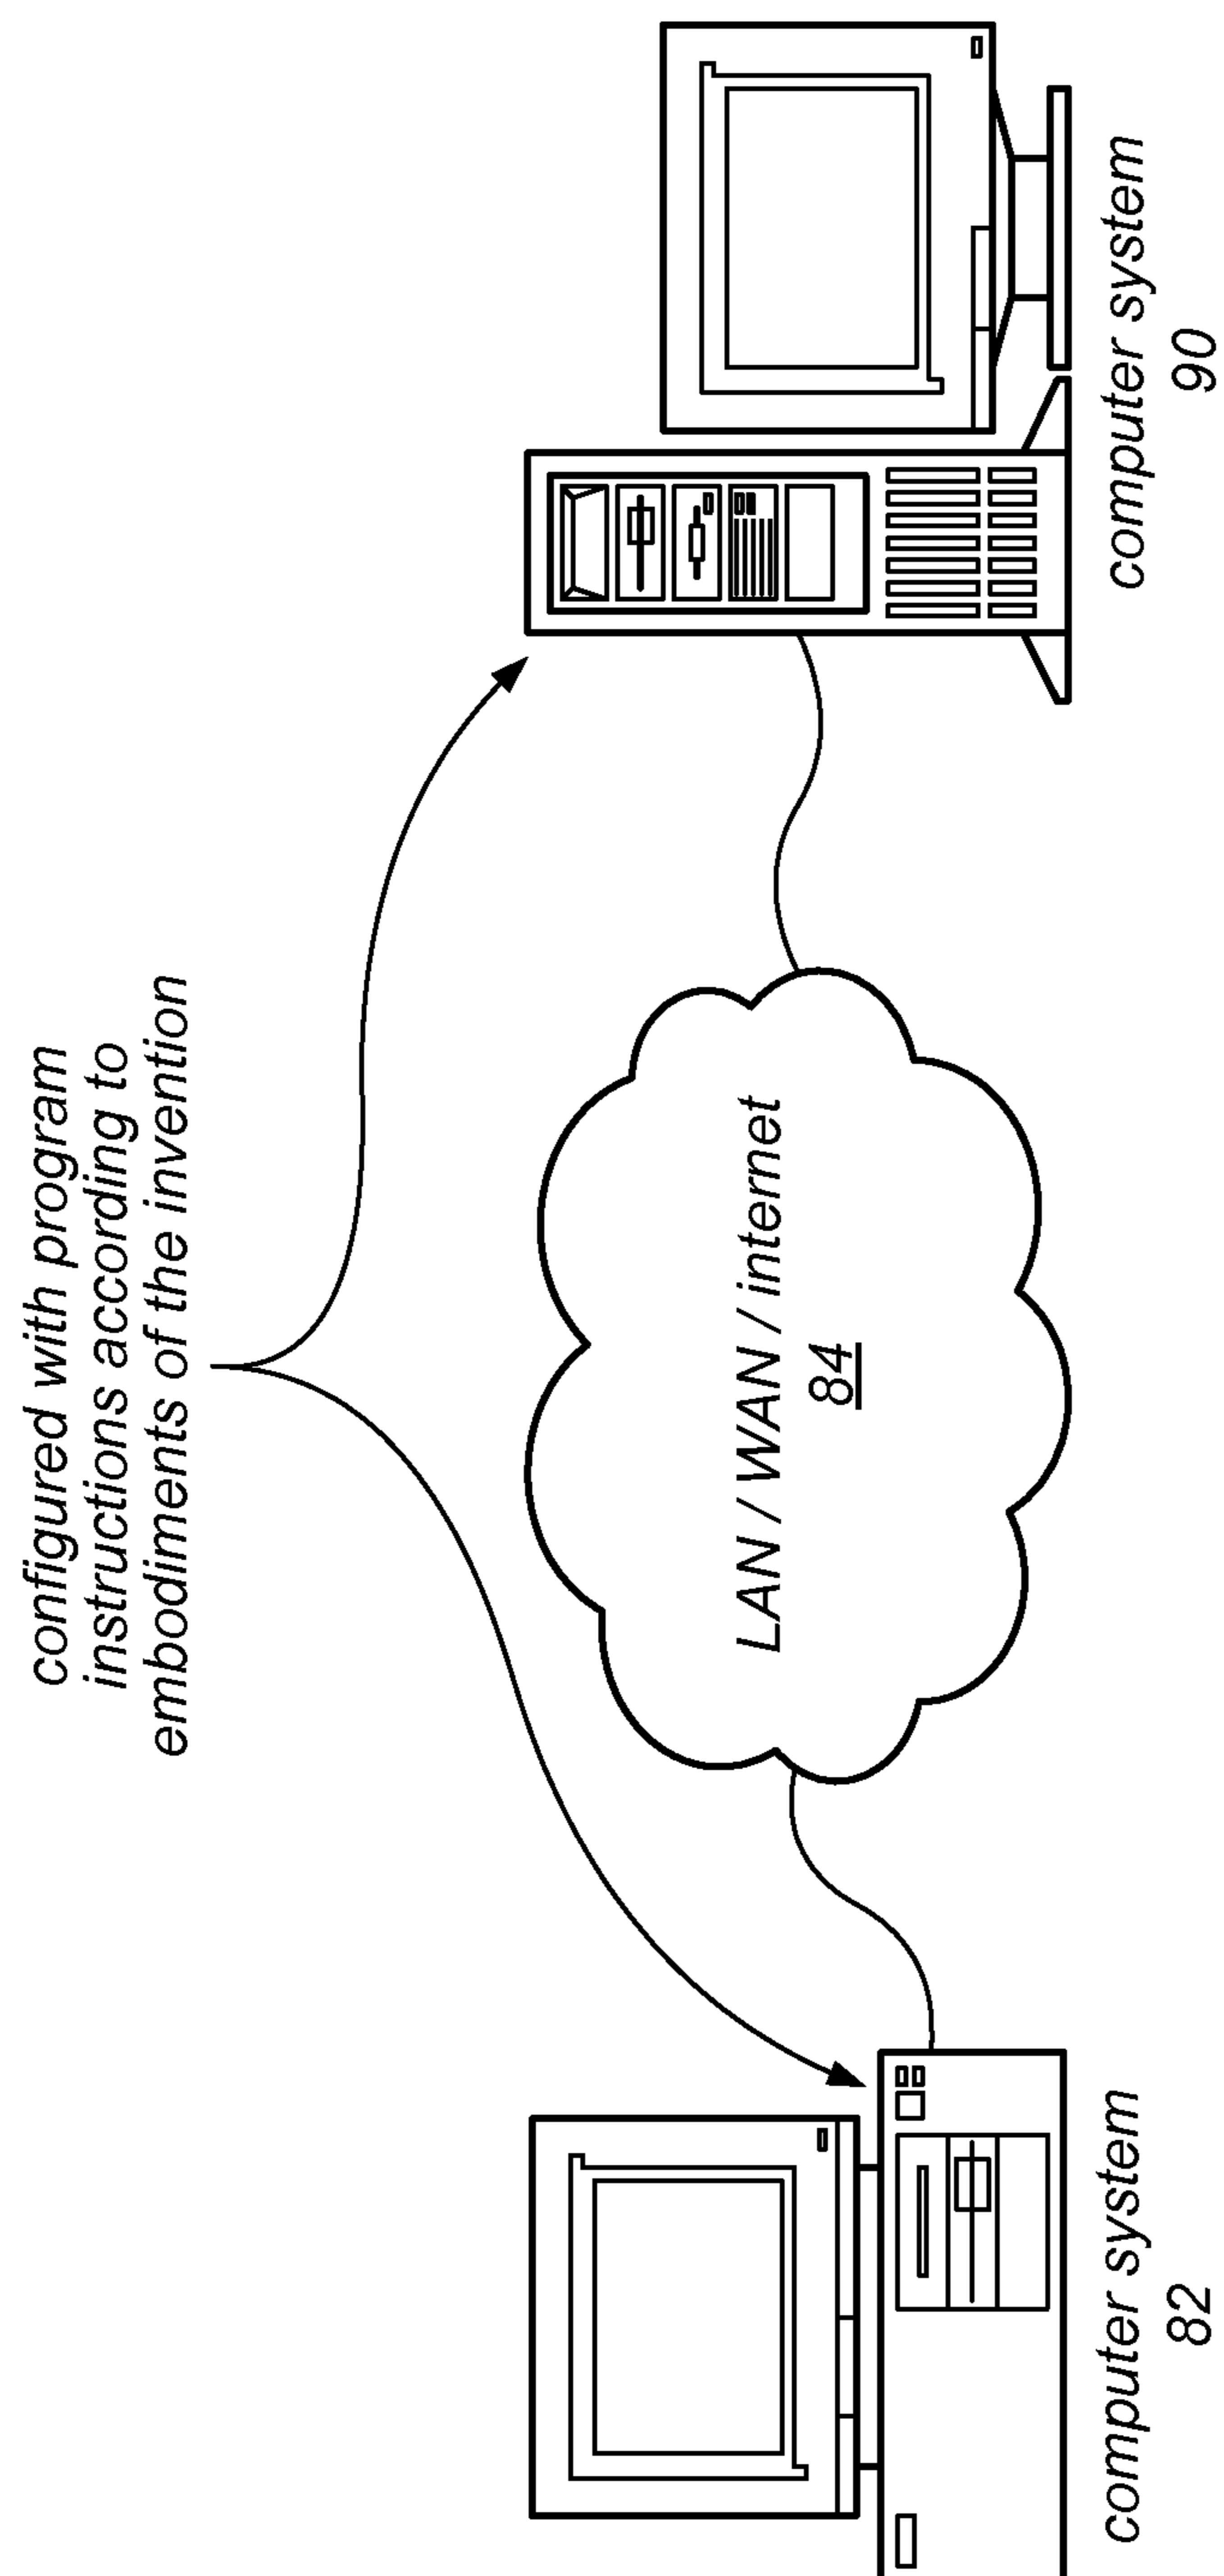 configured with program
instructions according to
embodiments of the invention
LAN / WAN / internet
84
computer system
82
computer system
90